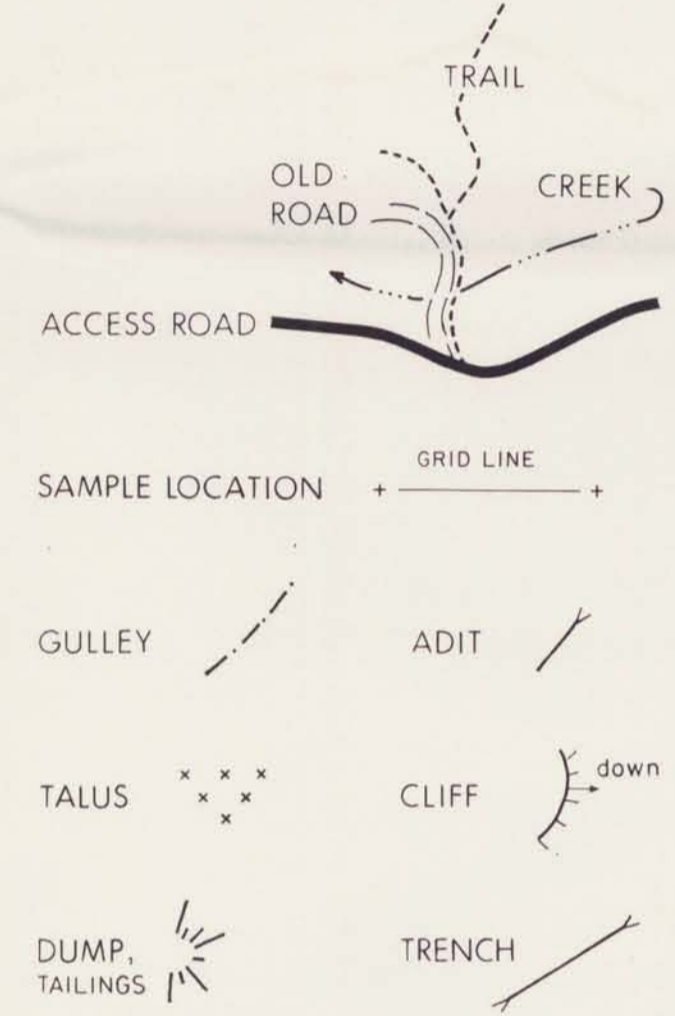 TRAIL
OLD
ROAD
CREEK
ACCESS ROAD
GRID LINE
SAMPLE LOCATION + +
GULLEY
ADIT
TALUS
CLIFF
down
DUMP,
TAILINGS
TRENCH